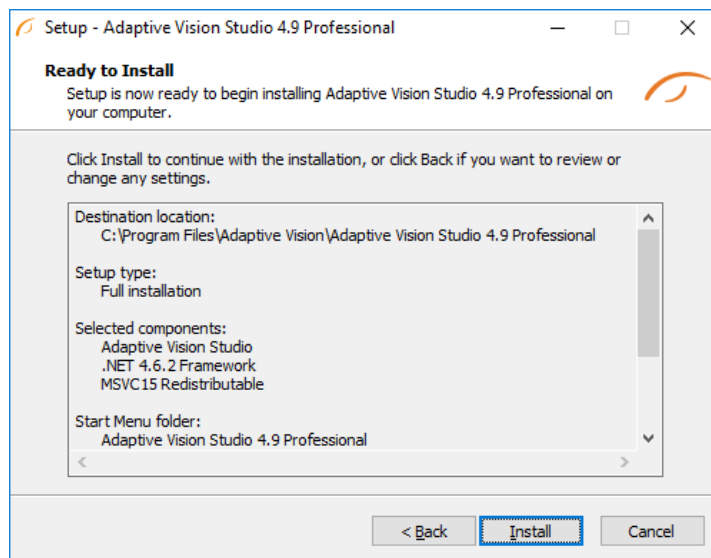 Setup - Adaptive Vision Studio 4.9 Professional
Ready to Install
Setup is now ready to begin installing Adaptive Vision Studio 4.9 Professional on
your computer.
Click Install to continue with the installation, or click Back if you want to review or
change any settings.
Destination location:
C:\Program Files\Adaptive Vision\Adaptive Vision Studio 4.9 Professional
Setup type:
Full installation
Selected components:
Adaptive Vision Studio
.NET 4.6.2 Framework
MSVC15 Redistributable
Start Menu folder:
Adaptive Vision Studio 4.9 Professional
< Back
Install
Cancel